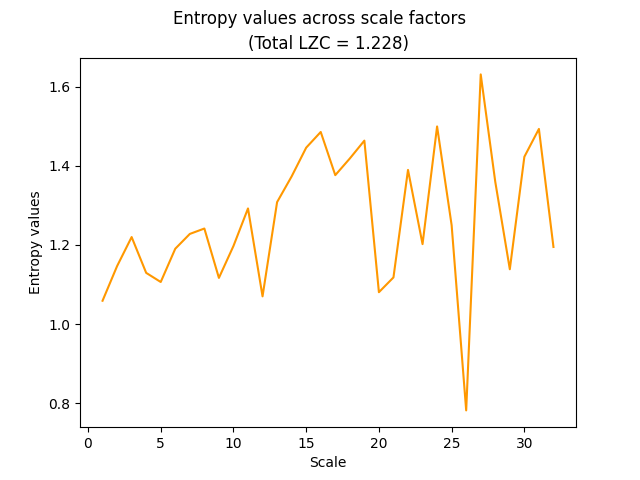 Entropy values across scale factors
(Total LZC = 1.228)
1.6
1.4
1.2
1.0
0.8
Entropy values
0 5 10 15 20 25 30
Scale